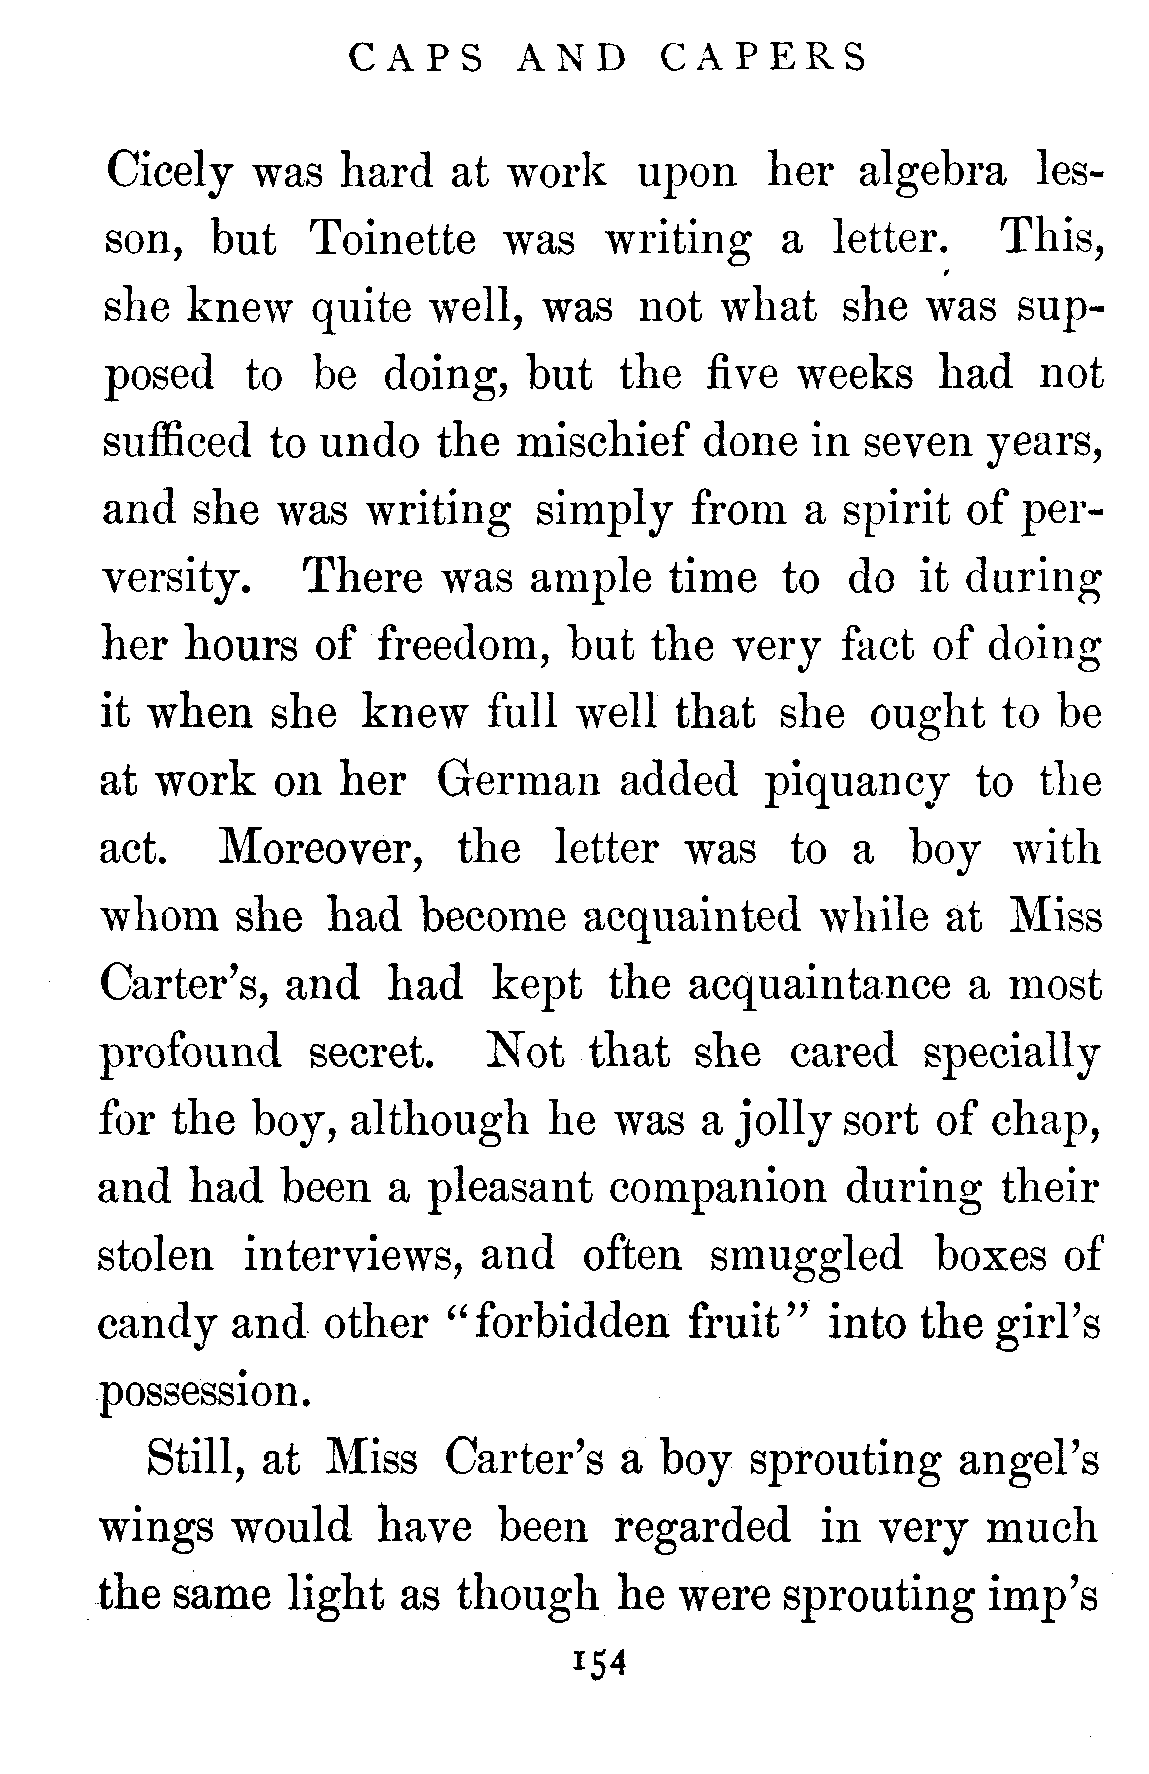 CAPS AND CAPERS
Cicely was hard at work upon her algebra les-
son, but Toinette was writing a letter. This,
she knew quite well, was not what she was sup-
posed to be doing, but the five weeks had not
sufficed to undo the mischief done in seven years,
and she was writing simply from a spirit of per-
versity. There was ample time to do it during
her hours of freedom, but the very fact of doing
it when she knew full well that she ought to be
at work on her German added piquancy to the
act. Moreover, the letter was to a boy with
whom she had become acquainted while at Miss
Carter's, and had kept the acquaintance a most
profound secret. Not that she cared specially
for the boy, although he was a jolly sort of chap,
and had been a pleasant companion during their
stolen interviews, and often smuggled boxes of
candy and other "forbidden fruit" into the girl's
possession.
Still, at Miss Carter's a boy sprouting angel's
wings would have been regarded in very much
the same light as though he were sprouting imp's
154